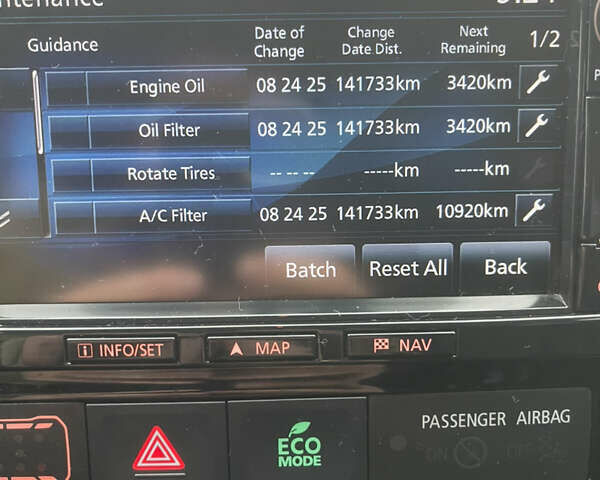 Guidance Date of Change Change Date Dist. Next Remaining 1/2
Engine Oil 08 24 25 141733km 3420km
Oil Filter 08 24 25 141733km 3420km
Rotate Tires -- -- -- -----km -----km
A/C Filter 08 24 25 141733km 10920km
Batch Reset All Back
i INFO/SET MAP NAV
ECO
MODE
PASSENGER AIRBAG
ON OFF